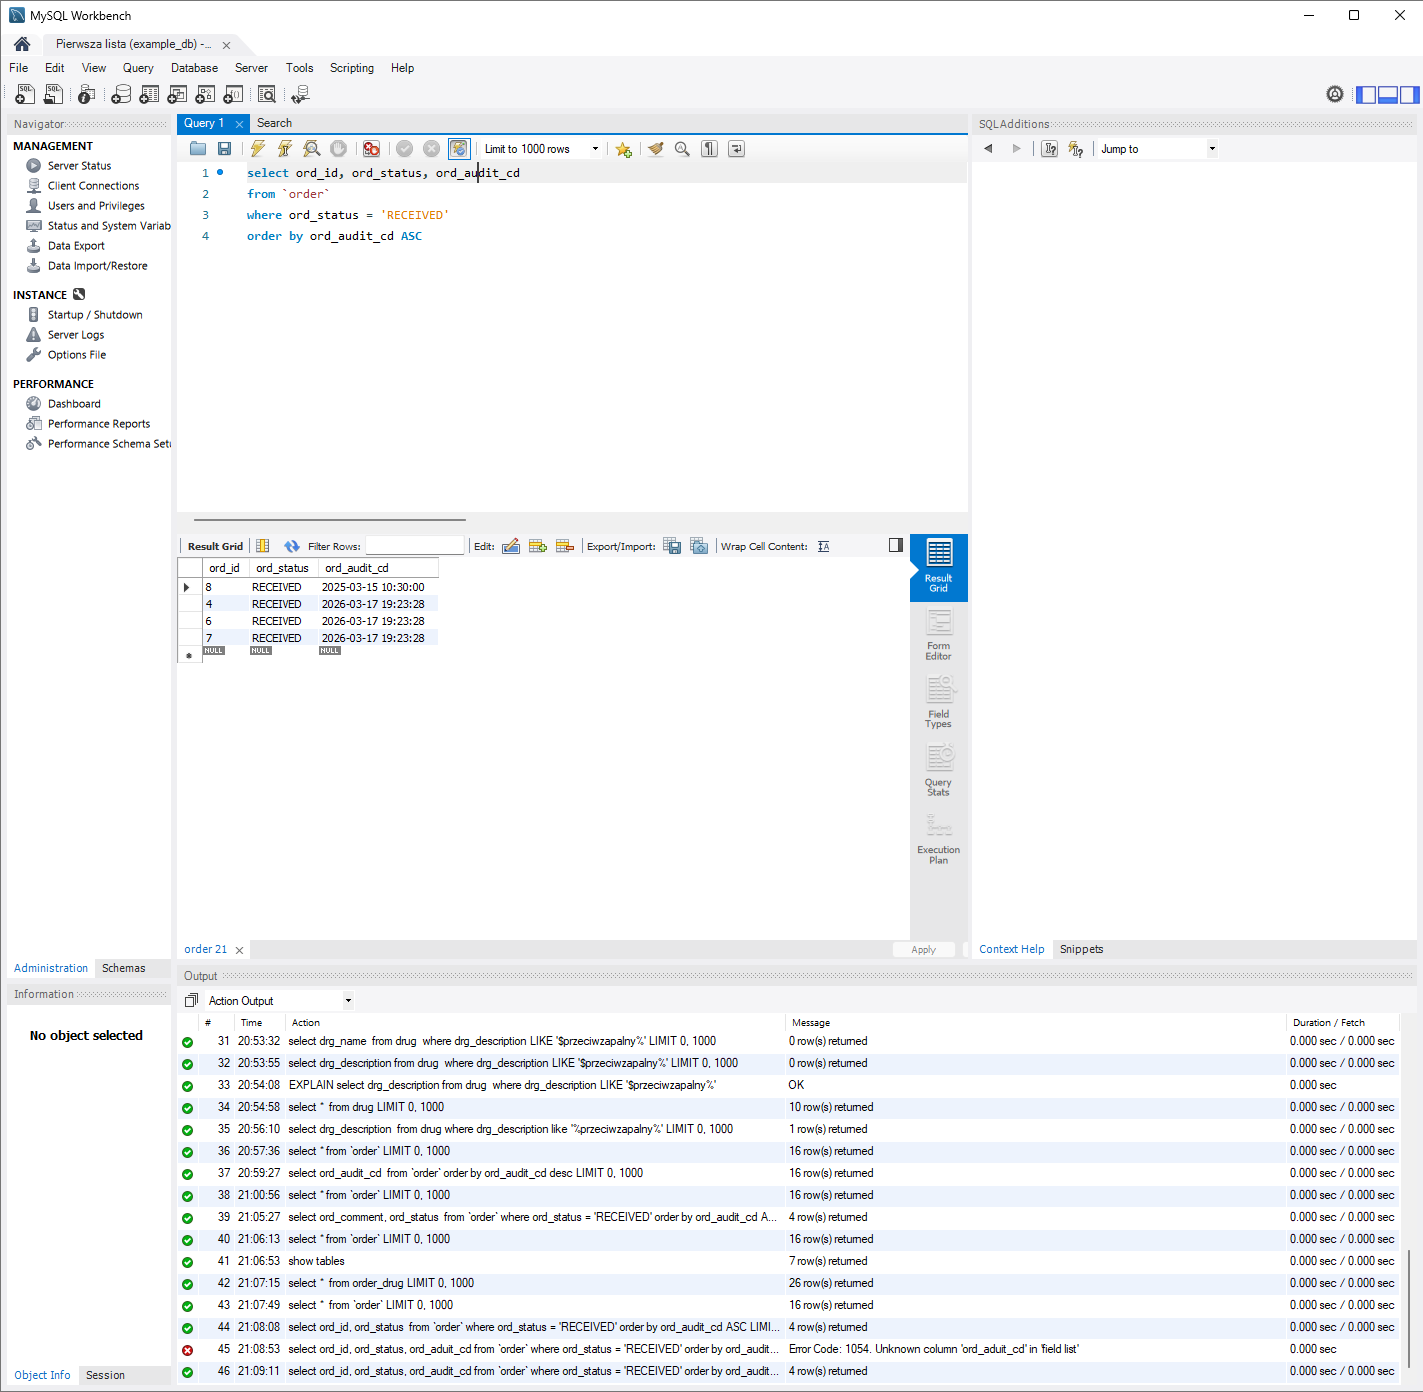 MySQL Workbench
Pierwsza lista (example_db) -...
File Edit View Query Database Server Tools Scripting Help
Navigator
MANAGEMENT
Server Status
Client Connections
Users and Privileges
Status and System Variab
Data Export
Data Import/Restore
INSTANCE
Startup / Shutdown
Server Logs
Options File
PERFORMANCE
Dashboard
Performance Reports
Performance Schema Setu
Administration Schemas
Information
No object selected
Object Info Session
Query 1 Search
Limit to 1000 rows
1 select ord_id, ord_status, ord_audit_cd
2 from `order`
3 where ord_status = 'RECEIVED'
4 order by ord_audit_cd ASC
Result Grid Filter Rows: Edit: Export/Import: Wrap Cell Content:
ord_id ord_status ord_audit_cd
8 RECEIVED 2025-03-15 10:30:00
4 RECEIVED 2026-03-17 19:23:28
6 RECEIVED 2026-03-17 19:23:28
7 RECEIVED 2026-03-17 19:23:28
NULL NULL NULL
Result
Grid
Form
Editor
Field
Types
Query
Stats
Execution
Plan
order 21 Apply
SQLAdditions
Jump to
Context Help Snippets
Output
Action Output
# Time Action Message Duration / Fetch
31 20:53:32 select drg_name from drug where drg_description LIKE '$przeciwzapalny%' LIMIT 0, 1000 0 row(s) returned 0.000 sec / 0.000 sec
32 20:53:55 select drg_description from drug where drg_description LIKE '$przeciwzapalny%' LIMIT 0, 1000 0 row(s) returned 0.000 sec / 0.000 sec
33 20:54:08 EXPLAIN select drg_description from drug where drg_description LIKE '$przeciwzapalny%' OK 0.000 sec
34 20:54:58 select * from drug LIMIT 0, 1000 10 row(s) returned 0.000 sec / 0.000 sec
35 20:56:10 select drg_description from drug where drg_description like '%przeciwzapalny%' LIMIT 0, 1000 1 row(s) returned 0.000 sec / 0.000 sec
36 20:57:36 select * from `order` LIMIT 0, 1000 16 row(s) returned 0.000 sec / 0.000 sec
37 20:59:27 select ord_audit_cd from `order` order by ord_audit_cd desc LIMIT 0, 1000 16 row(s) returned 0.000 sec / 0.000 sec
38 21:00:56 select * from `order` LIMIT 0, 1000 16 row(s) returned 0.000 sec / 0.000 sec
39 21:05:27 select ord_comment, ord_status from `order` where ord_status = 'RECEIVED' order by ord_audit_cd A... 4 row(s) returned 0.000 sec / 0.000 sec
40 21:06:13 select * from `order` LIMIT 0, 1000 16 row(s) returned 0.000 sec / 0.000 sec
41 21:06:53 show tables 7 row(s) returned 0.000 sec / 0.000 sec
42 21:07:15 select * from order_drug LIMIT 0, 1000 26 row(s) returned 0.000 sec / 0.000 sec
43 21:07:49 select * from `order` LIMIT 0, 1000 16 row(s) returned 0.000 sec / 0.000 sec
44 21:08:08 select ord_id, ord_status from `order` where ord_status = 'RECEIVED' order by ord_audit_cd ASC LIMI... 4 row(s) returned 0.000 sec / 0.000 sec
45 21:08:53 select ord_id, ord_status, ord_aduit_cd from `order` where ord_status = 'RECEIVED' order by ord_audit... Error Code: 1054. Unknown column 'ord_aduit_cd' in 'field list' 0.000 sec
46 21:09:11 select ord_id, ord_status, ord_audit_cd from `order` where ord_status = 'RECEIVED' order by ord_audit... 4 row(s) returned 0.000 sec / 0.000 sec